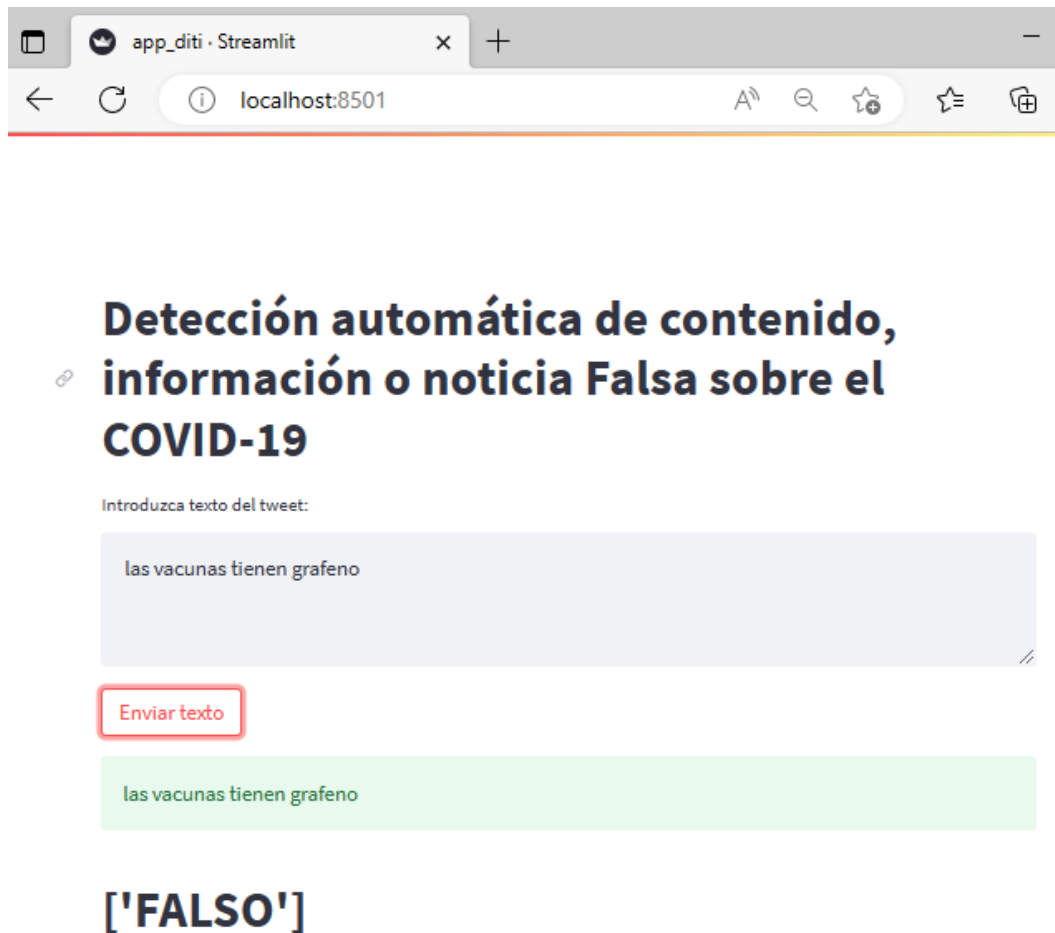 app_diti · Streamlit
localhost:8501
Detección automática de contenido,
información o noticia Falsa sobre el
COVID-19
Introduzca texto del tweet:
las vacunas tienen grafeno
Enviar texto
las vacunas tienen grafeno
['FALSO']